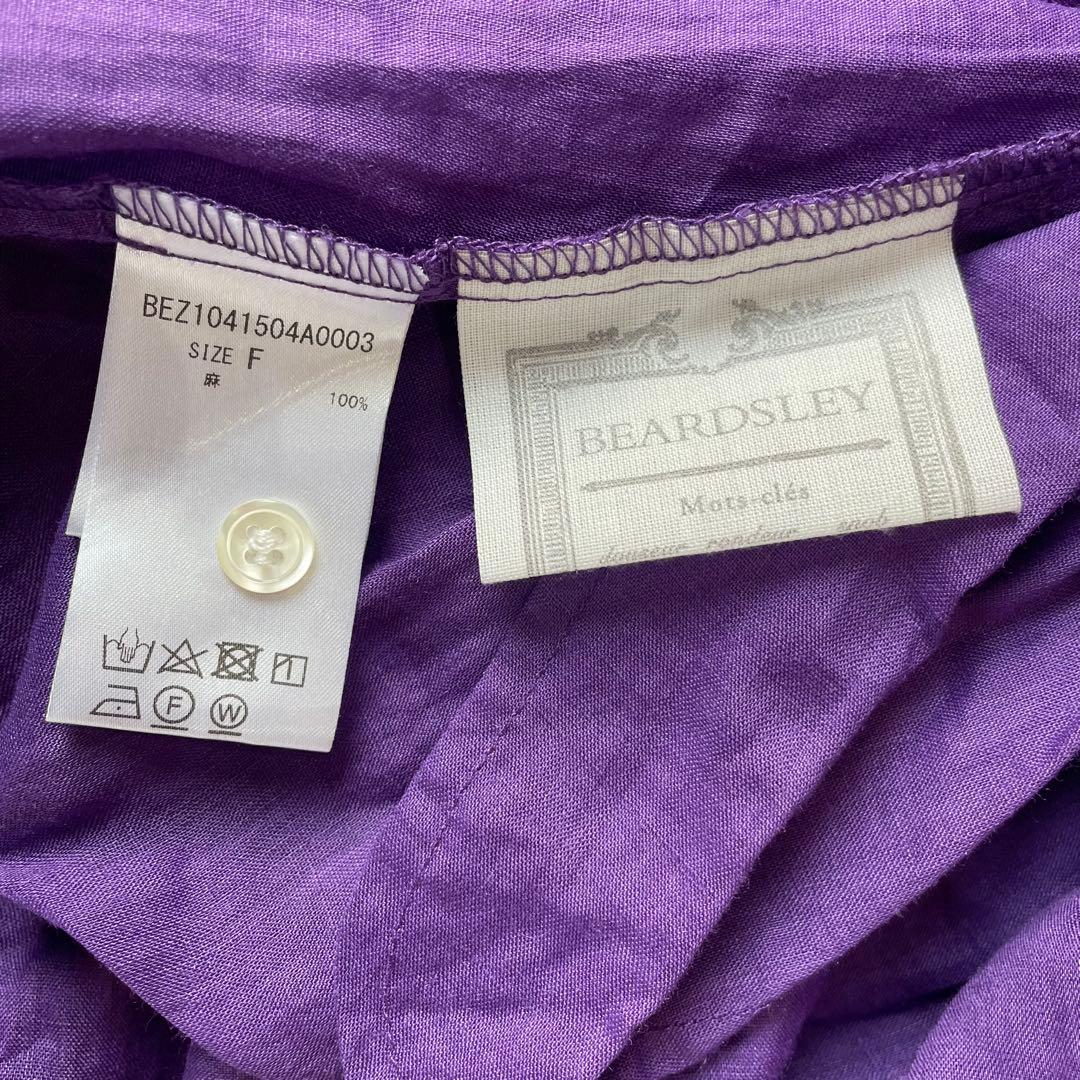 BEZ1041504A0003
SIZE F
麻
100%
F
W
BEARDSLEY
Mots-clés